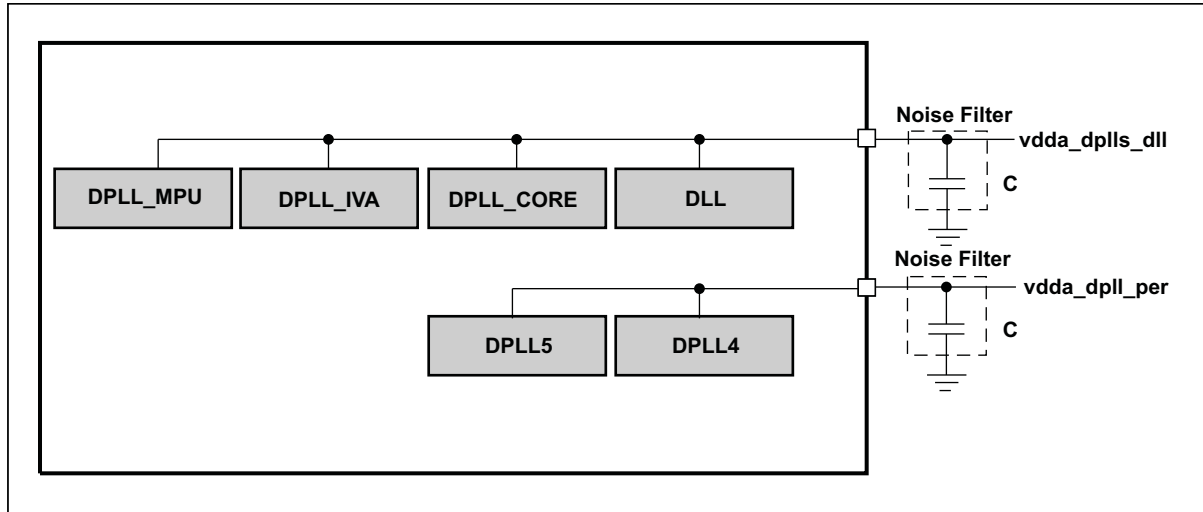 Noise Filter
vdda_dplls_dll
DPLL_MPU DPLL_IVA DPLL_CORE DLL C
Noise Filter
vdda_dpll_per
DPLL5 DPLL4 C